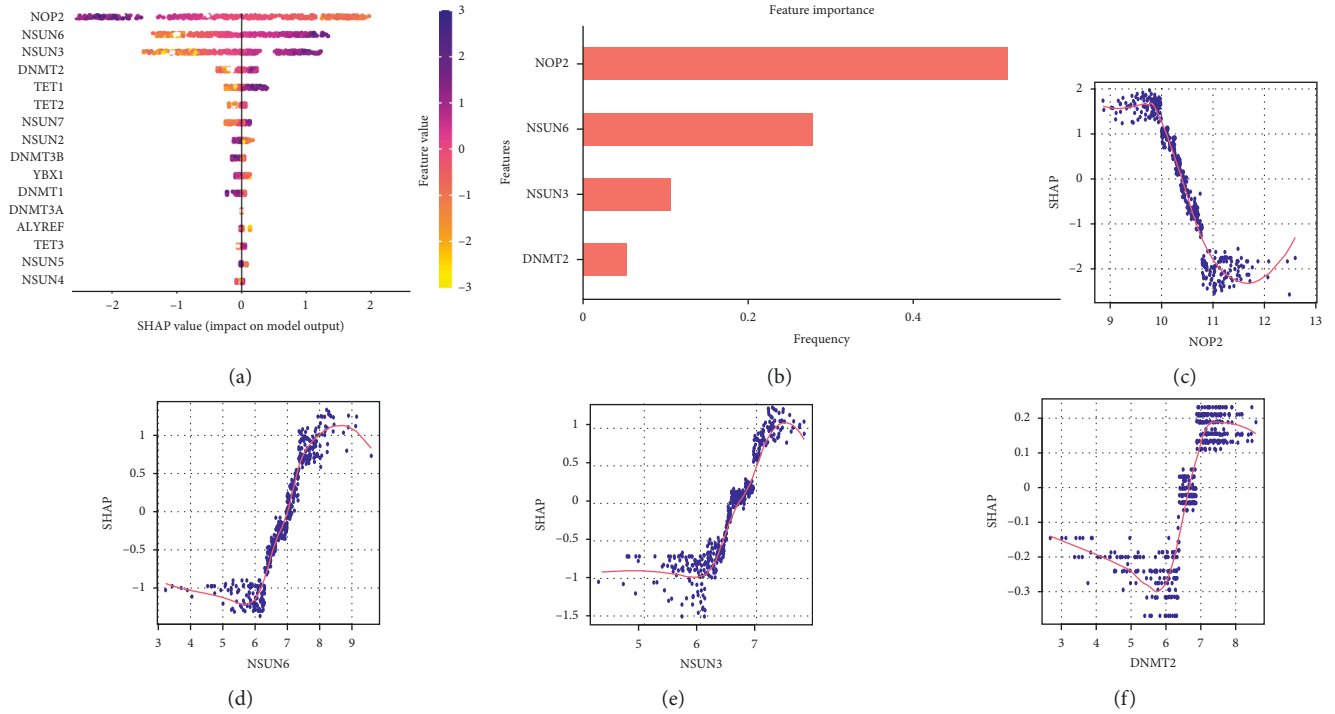 NOP2
NSUN6
NSUN3
DNMT2
TET1
TET2
NSUN7
NSUN2
DNMT3B
YBX1
DNMT1
DNMT3A
ALYREF
TET3
NSUN5
NSUN4
−2
−1
0
1
2
SHAP value (impact on model output)
3
2
1
0
−1
−2
−3
Feature value
(a)
Feature importance
NOP2
NSUN6
NSUN3
DNMT2
Features
0
0.2
0.4
Frequency
(b)
2
1
0
−1
−2
SHAP
9
10
11
12
13
NOP2
(c)
1
0.5
0
−0.5
−1
SHAP
3
4
5
6
7
8
9
NSUN6
(d)
1
0.5
0
−0.5
−1
−1.5
SHAP
5
6
7
NSUN3
(e)
0.2
0.1
0
−0.1
−0.2
−0.3
SHAP
3
4
5
6
7
8
DNMT2
(f)